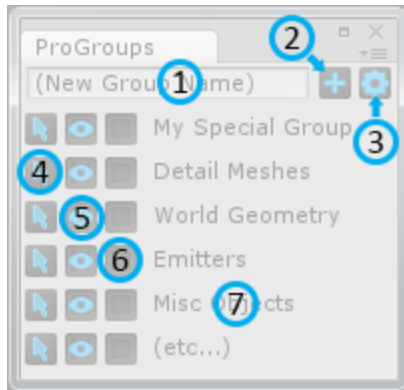 ProGroups
2
(New Group Name)
1
3
My Special Group
4
Detail Meshes
5
World Geometry
6
Emitters
Misc Objects
7
(etc...)